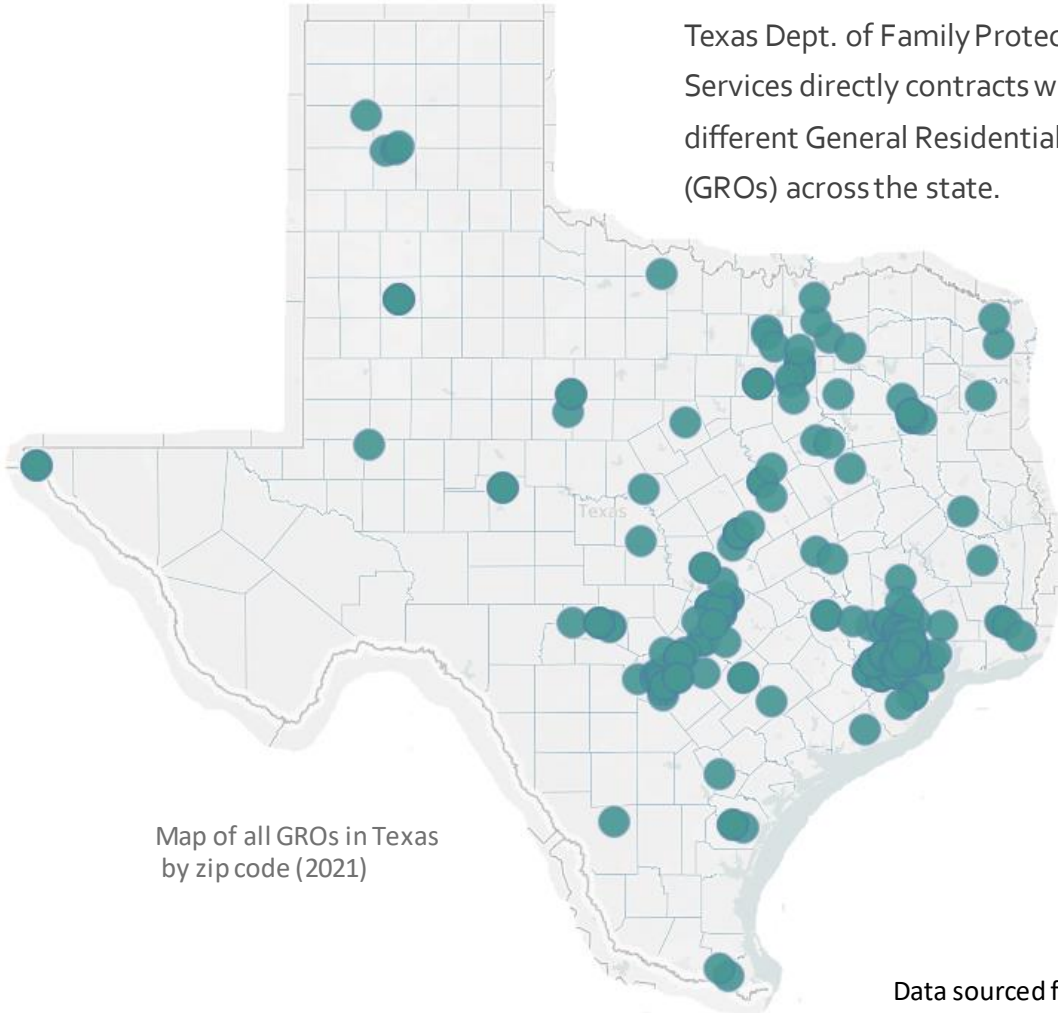 Texas Dept. of Family Protec
Services directly contracts w
different General Residential
(GROs) across the state.
Texas
Map of all GROs in Texas
by zip code (2021)
Data sourced f